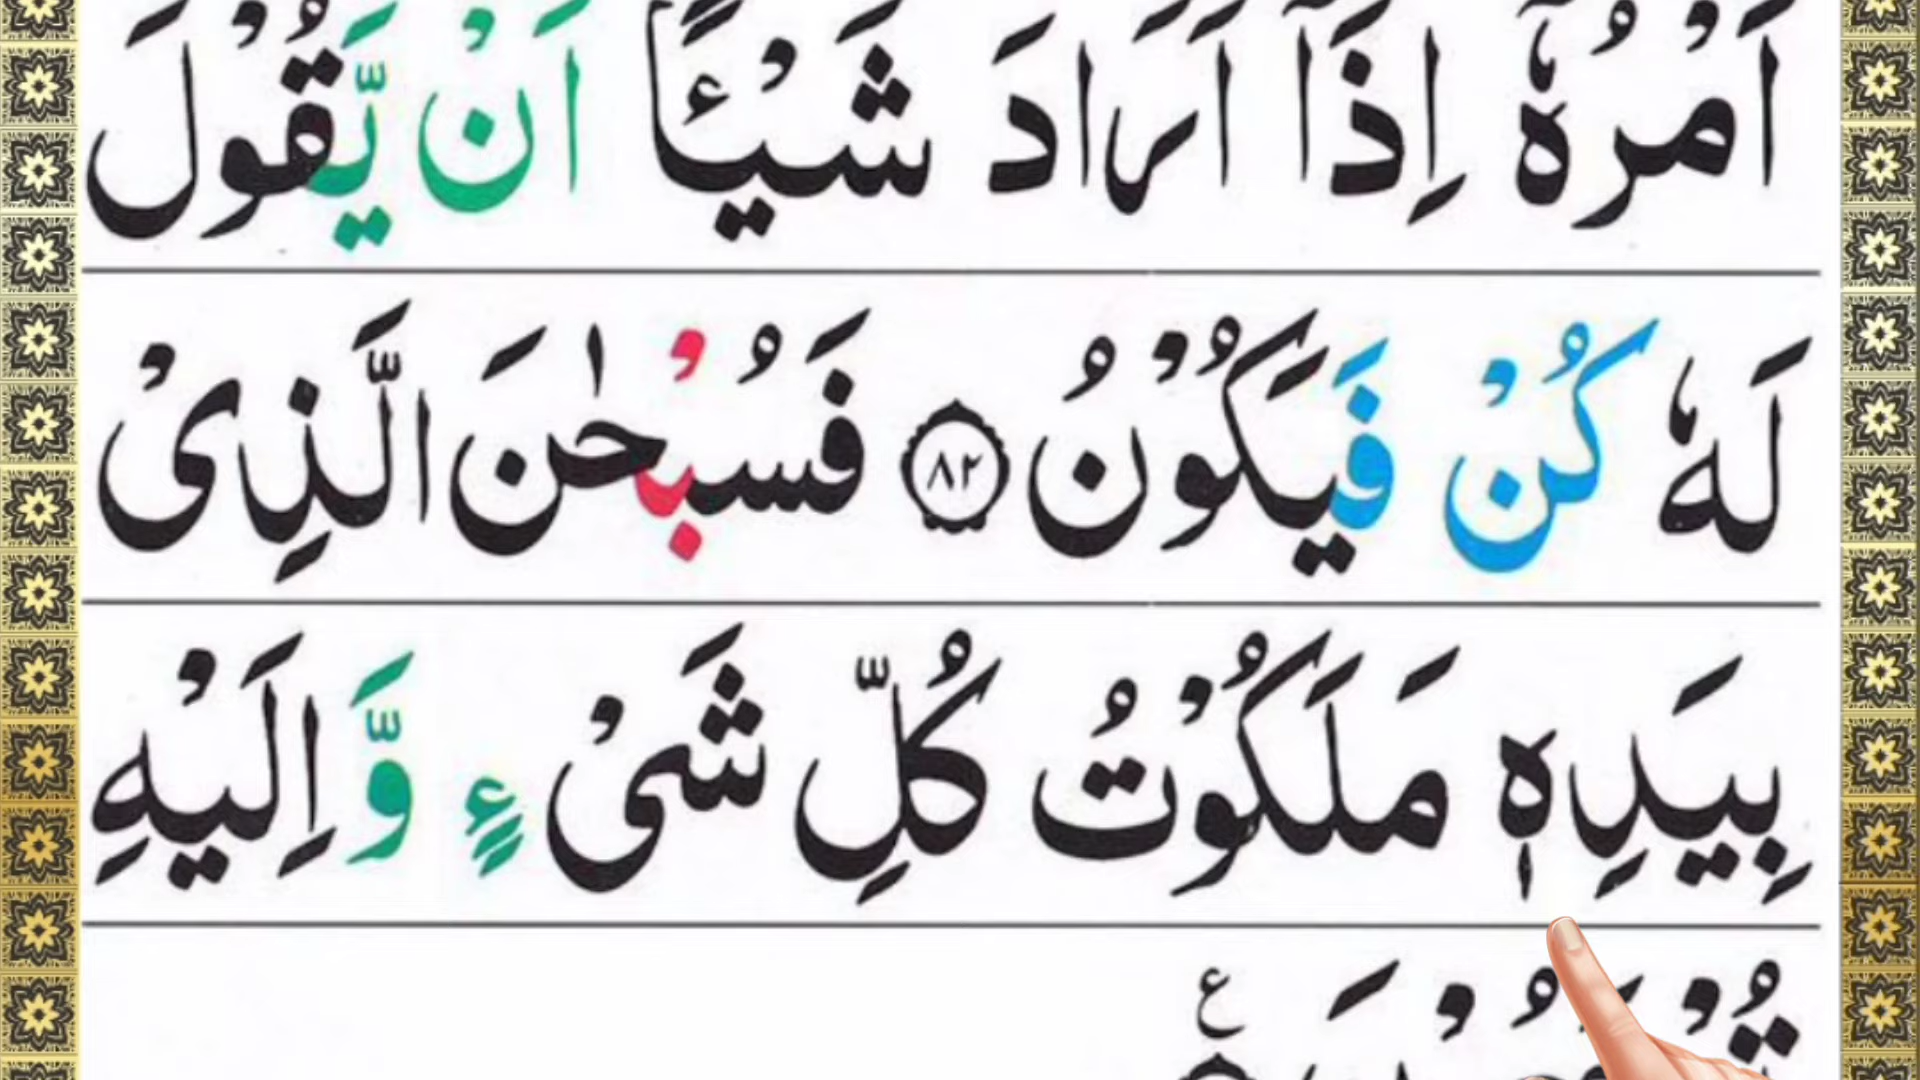 اَمْرُهٗۤ اِذَاۤ اَرَادَ شَيْـًٔا اَنْ يَّقُوْلَ
لَهٗ كُنْ فَيَكُوْنُ ۝٨٢ فَسُبْحٰنَ الَّذِىْ
بِيَدِهٖ مَلَكُوْتُ كُلِّ شَىْءٍ وَّاِلَيْهِ
ع